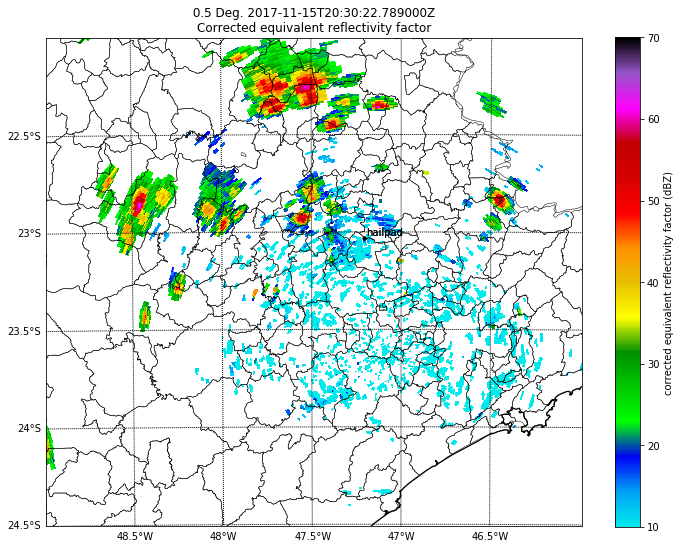 0.5 Deg. 2017-11-15T20:30:22.789000Z
Corrected equivalent reflectivity factor
22.5°S
23°S
23.5°S
24°S
24.5°S
48.5°W
48°W
47.5°W
47°W
46.5°W
hailpad
70
60
50
40
30
20
10
corrected equivalent reflectivity factor (dBZ)